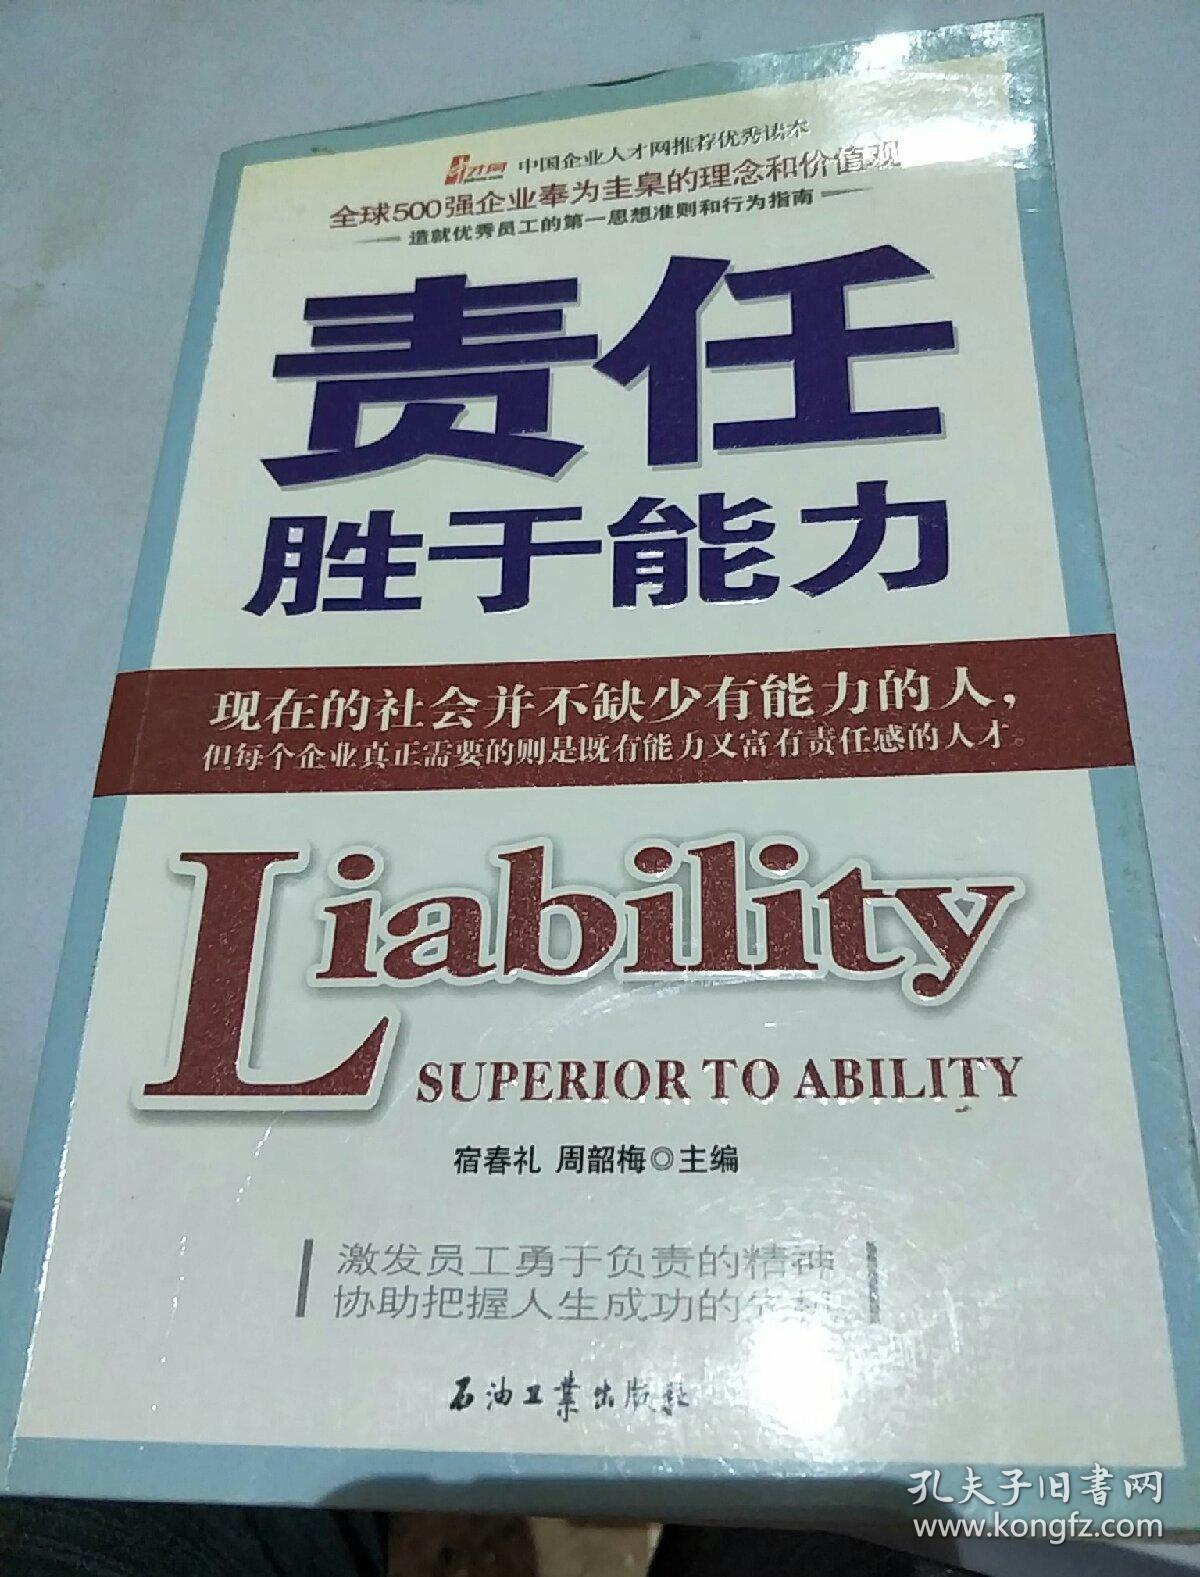 才网 中国企业人才网推荐优秀读本
全球500强企业奉为圭臬的理念和价值观
造就优秀员工的第一思想准则和行为指南
责任
胜于能力
现在的社会并不缺少有能力的人，
但每个企业真正需要的则是既有能力又富有责任感的人才。
Liability
SUPERIOR TO ABILITY
宿春礼 周韶梅◎主编
激发员工勇于负责的精神
协助把握人生成功的
石油工业出版社
孔夫子旧书网
www.kongfz.com